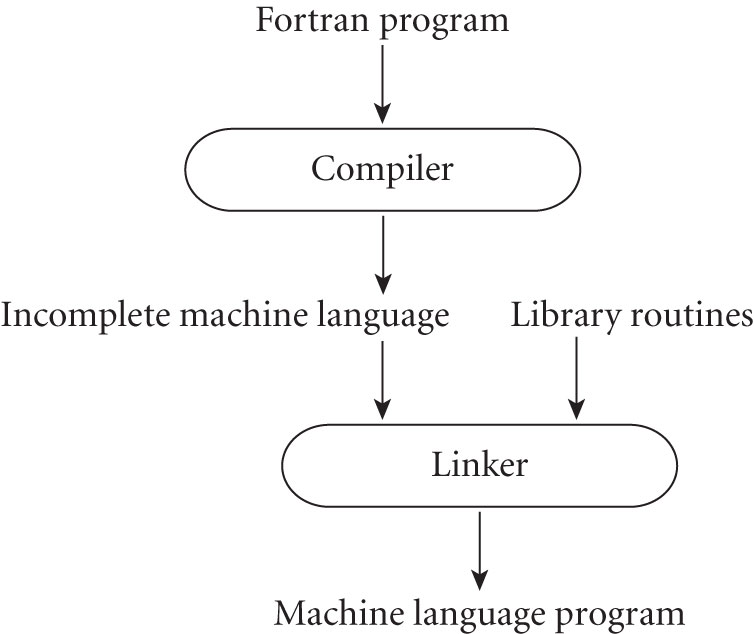 Fortran program
Compiler
Incomplete machine language
Library routines
Linker
Machine language program